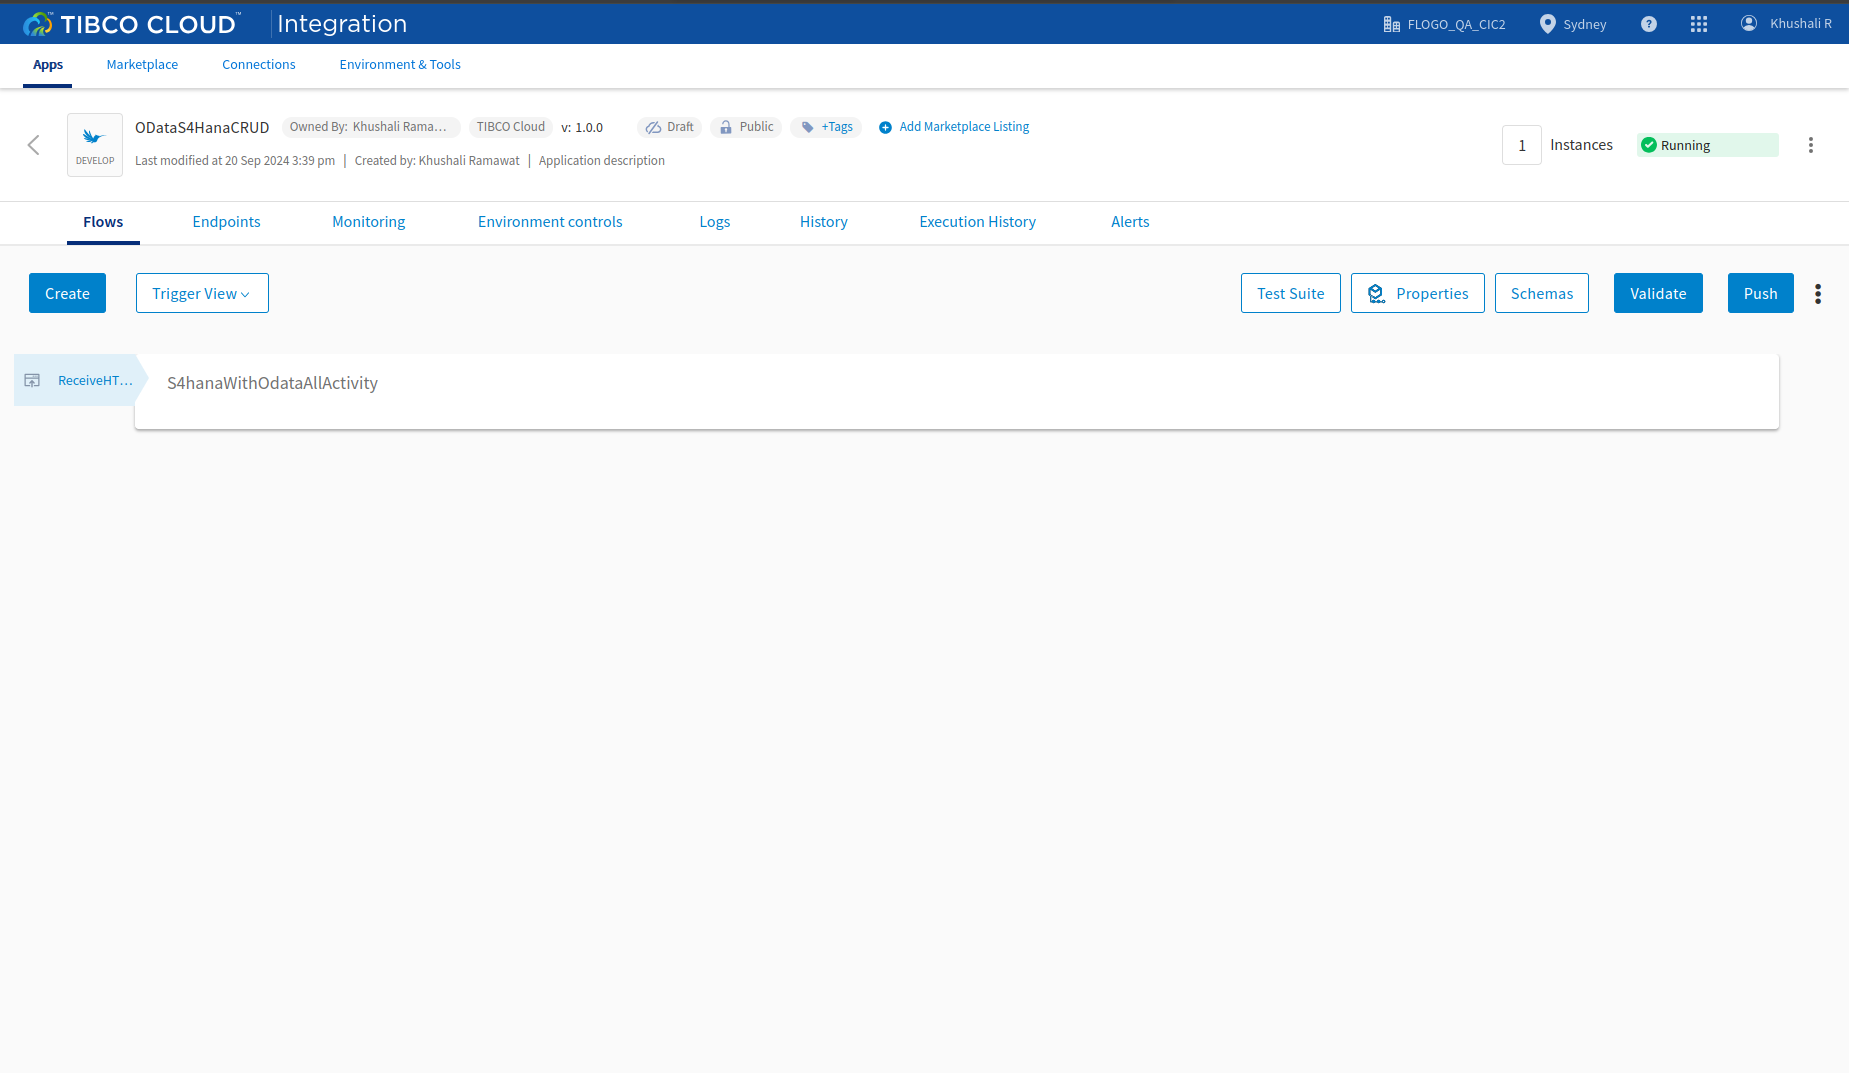 TIBCO CLOUD™ Integration FLOGO_QA_CIC2 Sydney ? Khushali R
Apps Marketplace Connections Environment & Tools
ODataS4HanaCRUD Owned By: Khushali Rama... TIBCO Cloud v: 1.0.0 Draft Public +Tags Add Marketplace Listing
DEVELOP
Last modified at 20 Sep 2024 3:39 pm | Created by: Khushali Ramawat | Application description
1 Instances Running
Flows Endpoints Monitoring Environment controls Logs History Execution History Alerts
Create Trigger View Test Suite Properties Schemas Validate Push
ReceiveHT... S4hanaWithOdataAllActivity